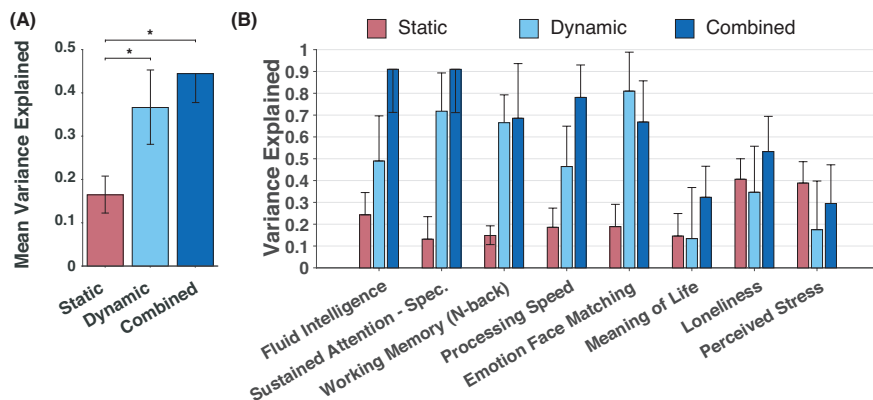 (A)
Mean Variance Explained
0.5
0.4
0.3
0.2
0.1
0
*
*
Static
Dynamic
Combined
(B)
Static
Dynamic
Combined
Variance Explained
1
0.9
0.8
0.7
0.6
0.5
0.4
0.3
0.2
0.1
0
Fluid Intelligence
Sustained Attention - Spec.
Working Memory (N-back)
Processing Speed
Emotion Face Matching
Meaning of Life
Loneliness
Perceived Stress